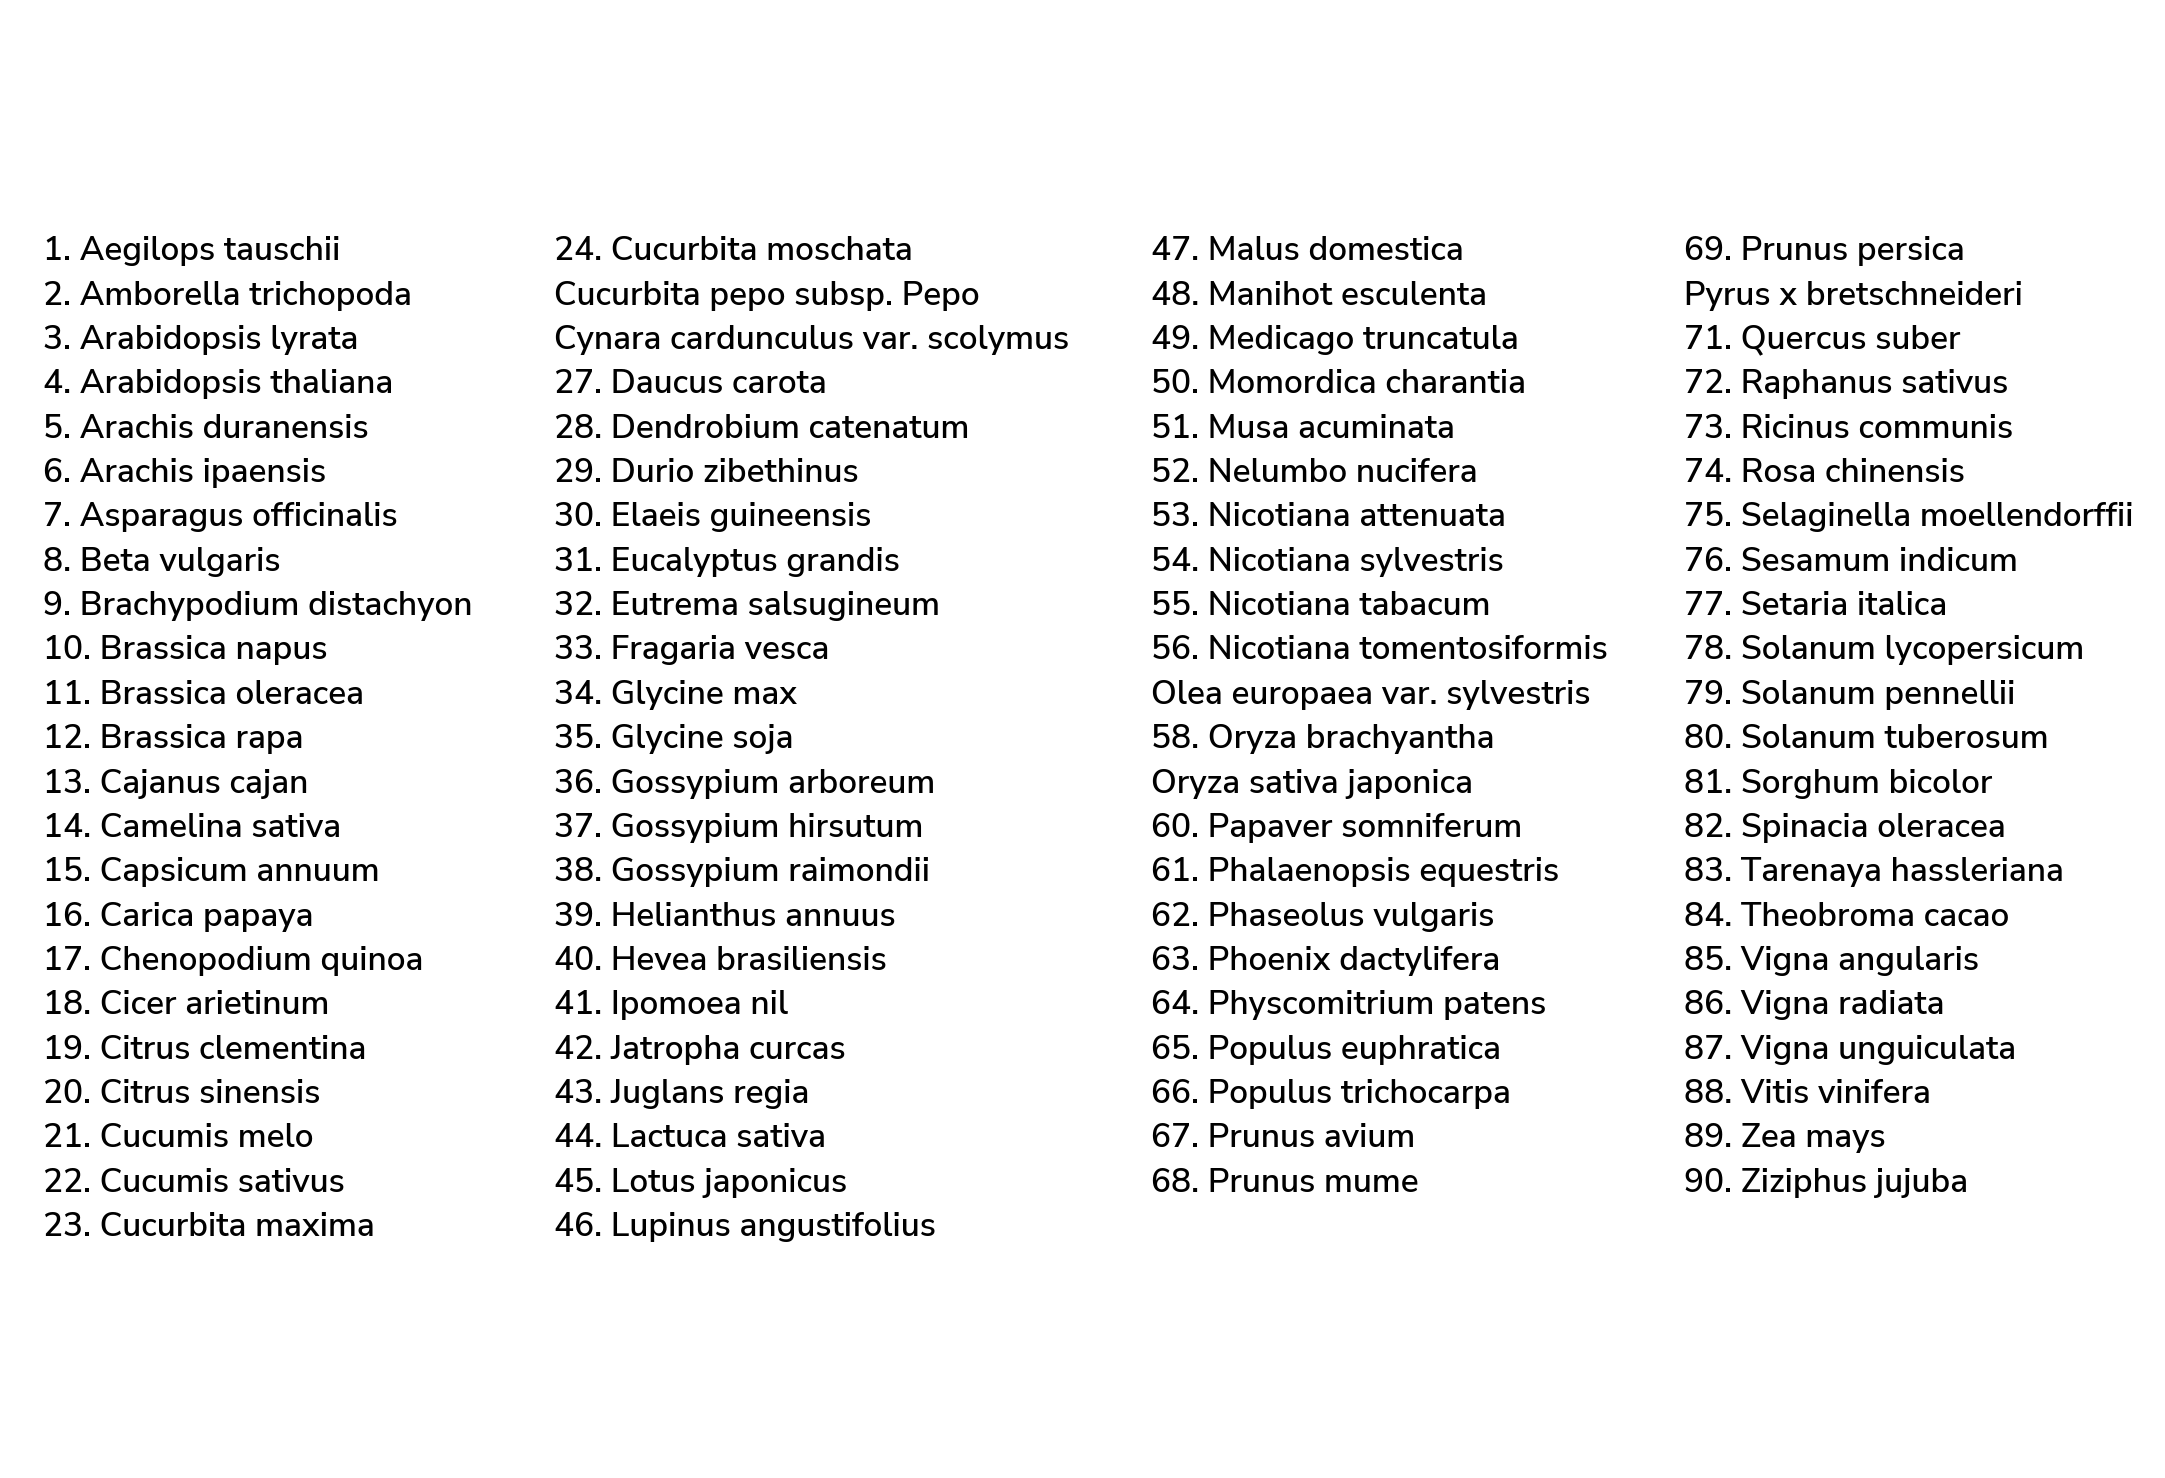 1. Aegilops tauschii
2. Amborella trichopoda
3. Arabidopsis lyrata
4. Arabidopsis thaliana
5. Arachis duranensis
6. Arachis ipaensis
7. Asparagus officinalis
8. Beta vulgaris
9. Brachypodium distachyon
10. Brassica napus
11. Brassica oleracea
12. Brassica rapa
13. Cajanus cajan
14. Camelina sativa
15. Capsicum annuum
16. Carica papaya
17. Chenopodium quinoa
18. Cicer arietinum
19. Citrus clementina
20. Citrus sinensis
21. Cucumis melo
22. Cucumis sativus
23. Cucurbita maxima
24. Cucurbita moschata
Cucurbita pepo subsp. Pepo
Cynara cardunculus var. scolymus
27. Daucus carota
28. Dendrobium catenatum
29. Durio zibethinus
30. Elaeis guineensis
31. Eucalyptus grandis
32. Eutrema salsugineum
33. Fragaria vesca
34. Glycine max
35. Glycine soja
36. Gossypium arboreum
37. Gossypium hirsutum
38. Gossypium raimondii
39. Helianthus annuus
40. Hevea brasiliensis
41. Ipomoea nil
42. Jatropha curcas
43. Juglans regia
44. Lactuca sativa
45. Lotus japonicus
46. Lupinus angustifolius
47. Malus domestica
48. Manihot esculenta
49. Medicago truncatula
50. Momordica charantia
51. Musa acuminata
52. Nelumbo nucifera
53. Nicotiana attenuata
54. Nicotiana sylvestris
55. Nicotiana tabacum
56. Nicotiana tomentosiformis
Olea europaea var. sylvestris
58. Oryza brachyantha
Oryza sativa japonica
60. Papaver somniferum
61. Phalaenopsis equestris
62. Phaseolus vulgaris
63. Phoenix dactylifera
64. Physcomitrium patens
65. Populus euphratica
66. Populus trichocarpa
67. Prunus avium
68. Prunus mume
69. Prunus persica
Pyrus x bretschneideri
71. Quercus suber
72. Raphanus sativus
73. Ricinus communis
74. Rosa chinensis
75. Selaginella moellendorffii
76. Sesamum indicum
77. Setaria italica
78. Solanum lycopersicum
79. Solanum pennellii
80. Solanum tuberosum
81. Sorghum bicolor
82. Spinacia oleracea
83. Tarenaya hassleriana
84. Theobroma cacao
85. Vigna angularis
86. Vigna radiata
87. Vigna unguiculata
88. Vitis vinifera
89. Zea mays
90. Ziziphus jujuba